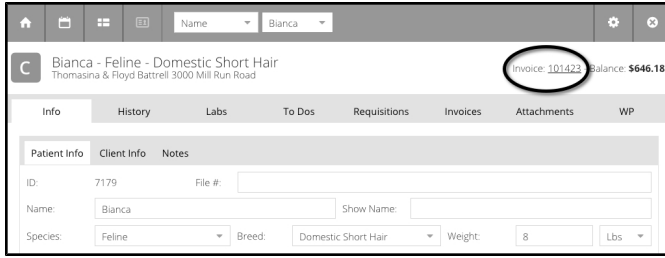 Name Bianca
C Bianca - Feline - Domestic Short Hair
Thomasina & Floyd Battrell 3000 Mill Run Road
Invoice: 101423 - Balance: $646.18
Info History Labs To Dos Requisitions Invoices Attachments WP
Patient Info Client Info Notes
ID: 7179 File #:
Name: Bianca Show Name:
Species: Feline Breed: Domestic Short Hair Weight: 8 Lbs